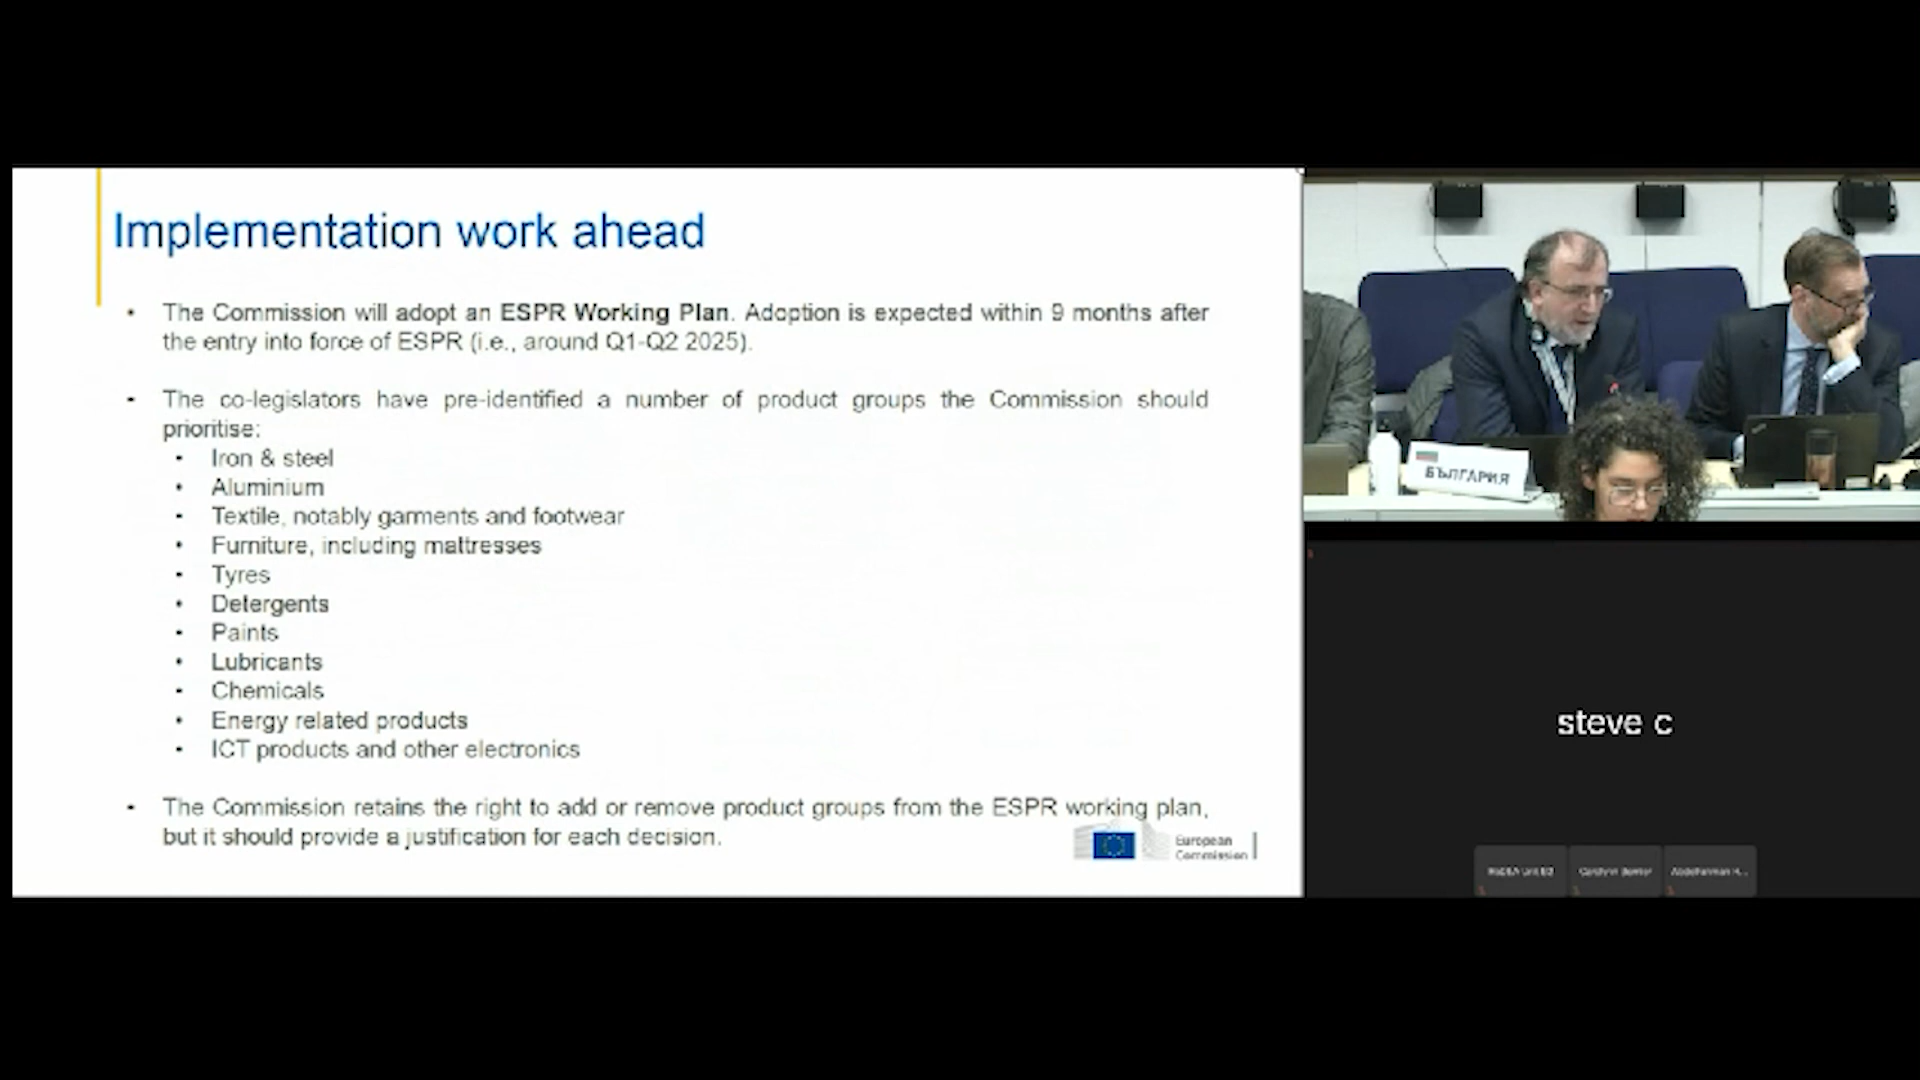 Implementation work ahead
• The Commission will adopt an ESPR Working Plan. Adoption is expected within 9 months after
the entry into force of ESPR (i.e., around Q1-Q2 2025).
• The co-legislators have pre-identified a number of product groups the Commission should
prioritise:
• Iron & steel
• Aluminium
• Textile, notably garments and footwear
• Furniture, including mattresses
• Tyres
• Detergents
• Paints
• Lubricants
• Chemicals
• Energy related products
• ICT products and other electronics
• The Commission retains the right to add or remove product groups from the ESPR working plan,
but it should provide a justification for each decision.
European
Commission
БЪЛГАРИЯ
steve c